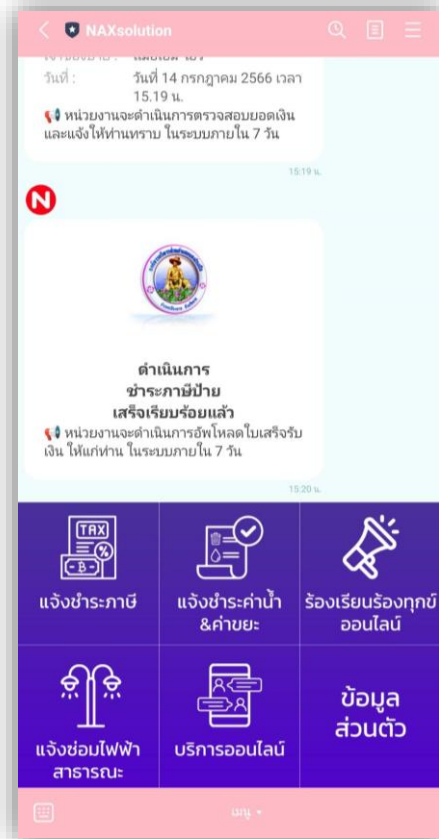 NAXsolution
วันที่ : วันที่ 14 กรกฎาคม 2566 เวลา
15.19 น.
📢 หน่วยงานจะดำเนินการตรวจสอบยอดเงิน
และแจ้งให้ท่านทราบ ในระบบภายใน 7 วัน
15:19 น.
N
ดำเนินการ
ชำระภาษีป้าย
เสร็จเรียบร้อยแล้ว
📢 หน่วยงานจะดำเนินการอัพโหลดใบเสร็จรับ
เงิน ให้แก่ท่าน ในระบบภายใน 7 วัน
15:20 น.
TAX
แจ้งชำระภาษี
แจ้งชำระค่าน้ำ
&ค่าขยะ
ร้องเรียนร้องทุกข์
ออนไลน์
แจ้งซ่อมไฟฟ้า
สาธารณะ
บริการออนไลน์
ข้อมูล
ส่วนตัว
เมนู